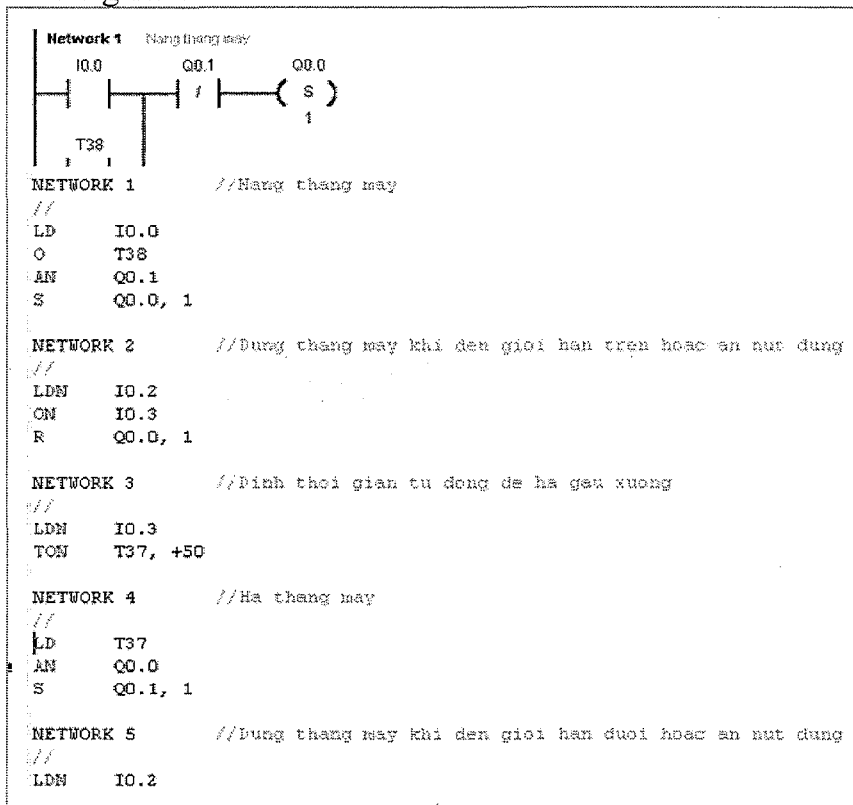 Network 1 Nang thang may
I0.0 Q0.1 Q0.0
/ S
1
T38
NETWORK 1 //Nang thang may
//
LD I0.0
O T38
AN Q0.1
S Q0.0, 1
NETWORK 2 //Dung thang may khi den gioi han tren hoac an nut dung
//
LDN I0.2
ON I0.3
R Q0.0, 1
NETWORK 3 //Dinh thoi gian tu dong de ha gau xuong
//
LDN I0.3
TON T37, +50
NETWORK 4 //Ha thang may
//
LD T37
AN Q0.0
S Q0.1, 1
NETWORK 5 //Dung thang may khi den gioi han duoi hoac an nut dung
//
LDN I0.2